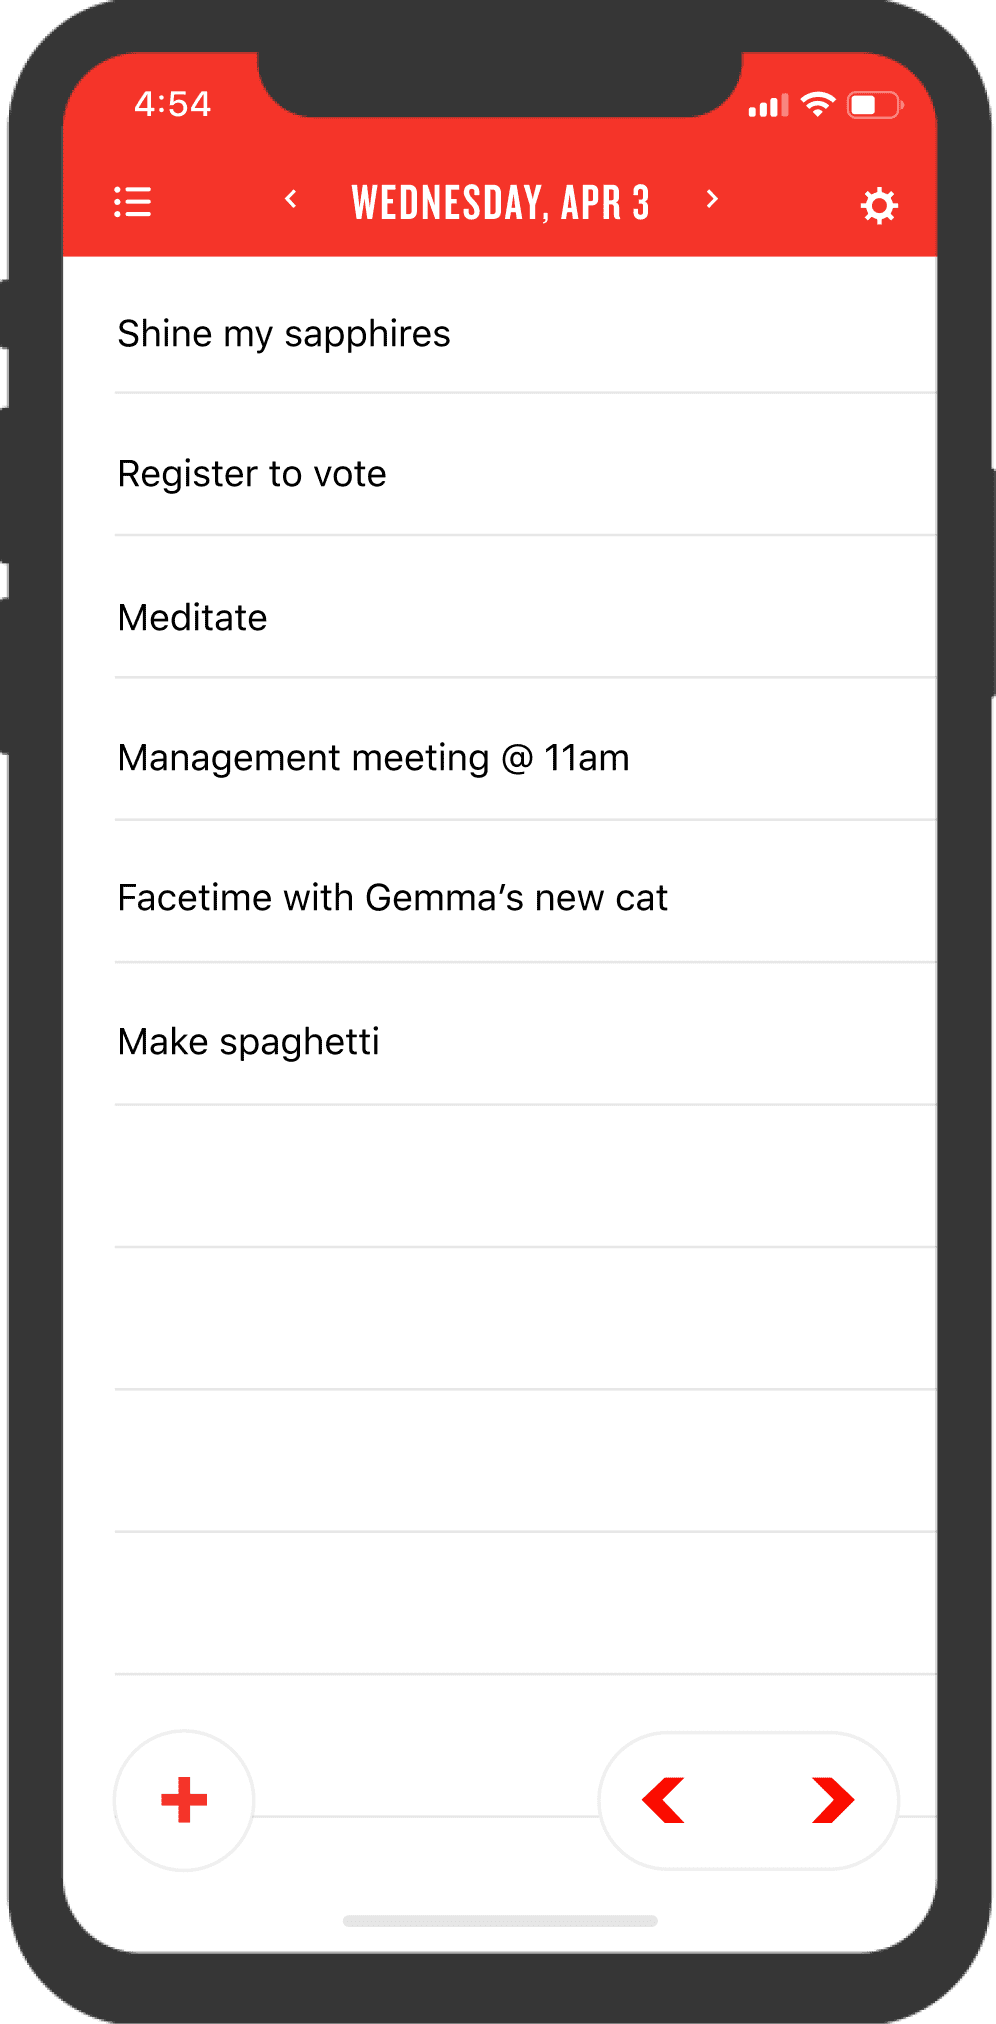 4:54
WEDNESDAY, APR 3
Shine my sapphires
Register to vote
Meditate
Management meeting @ 11am
Facetime with Gemma’s new cat
Make spaghetti